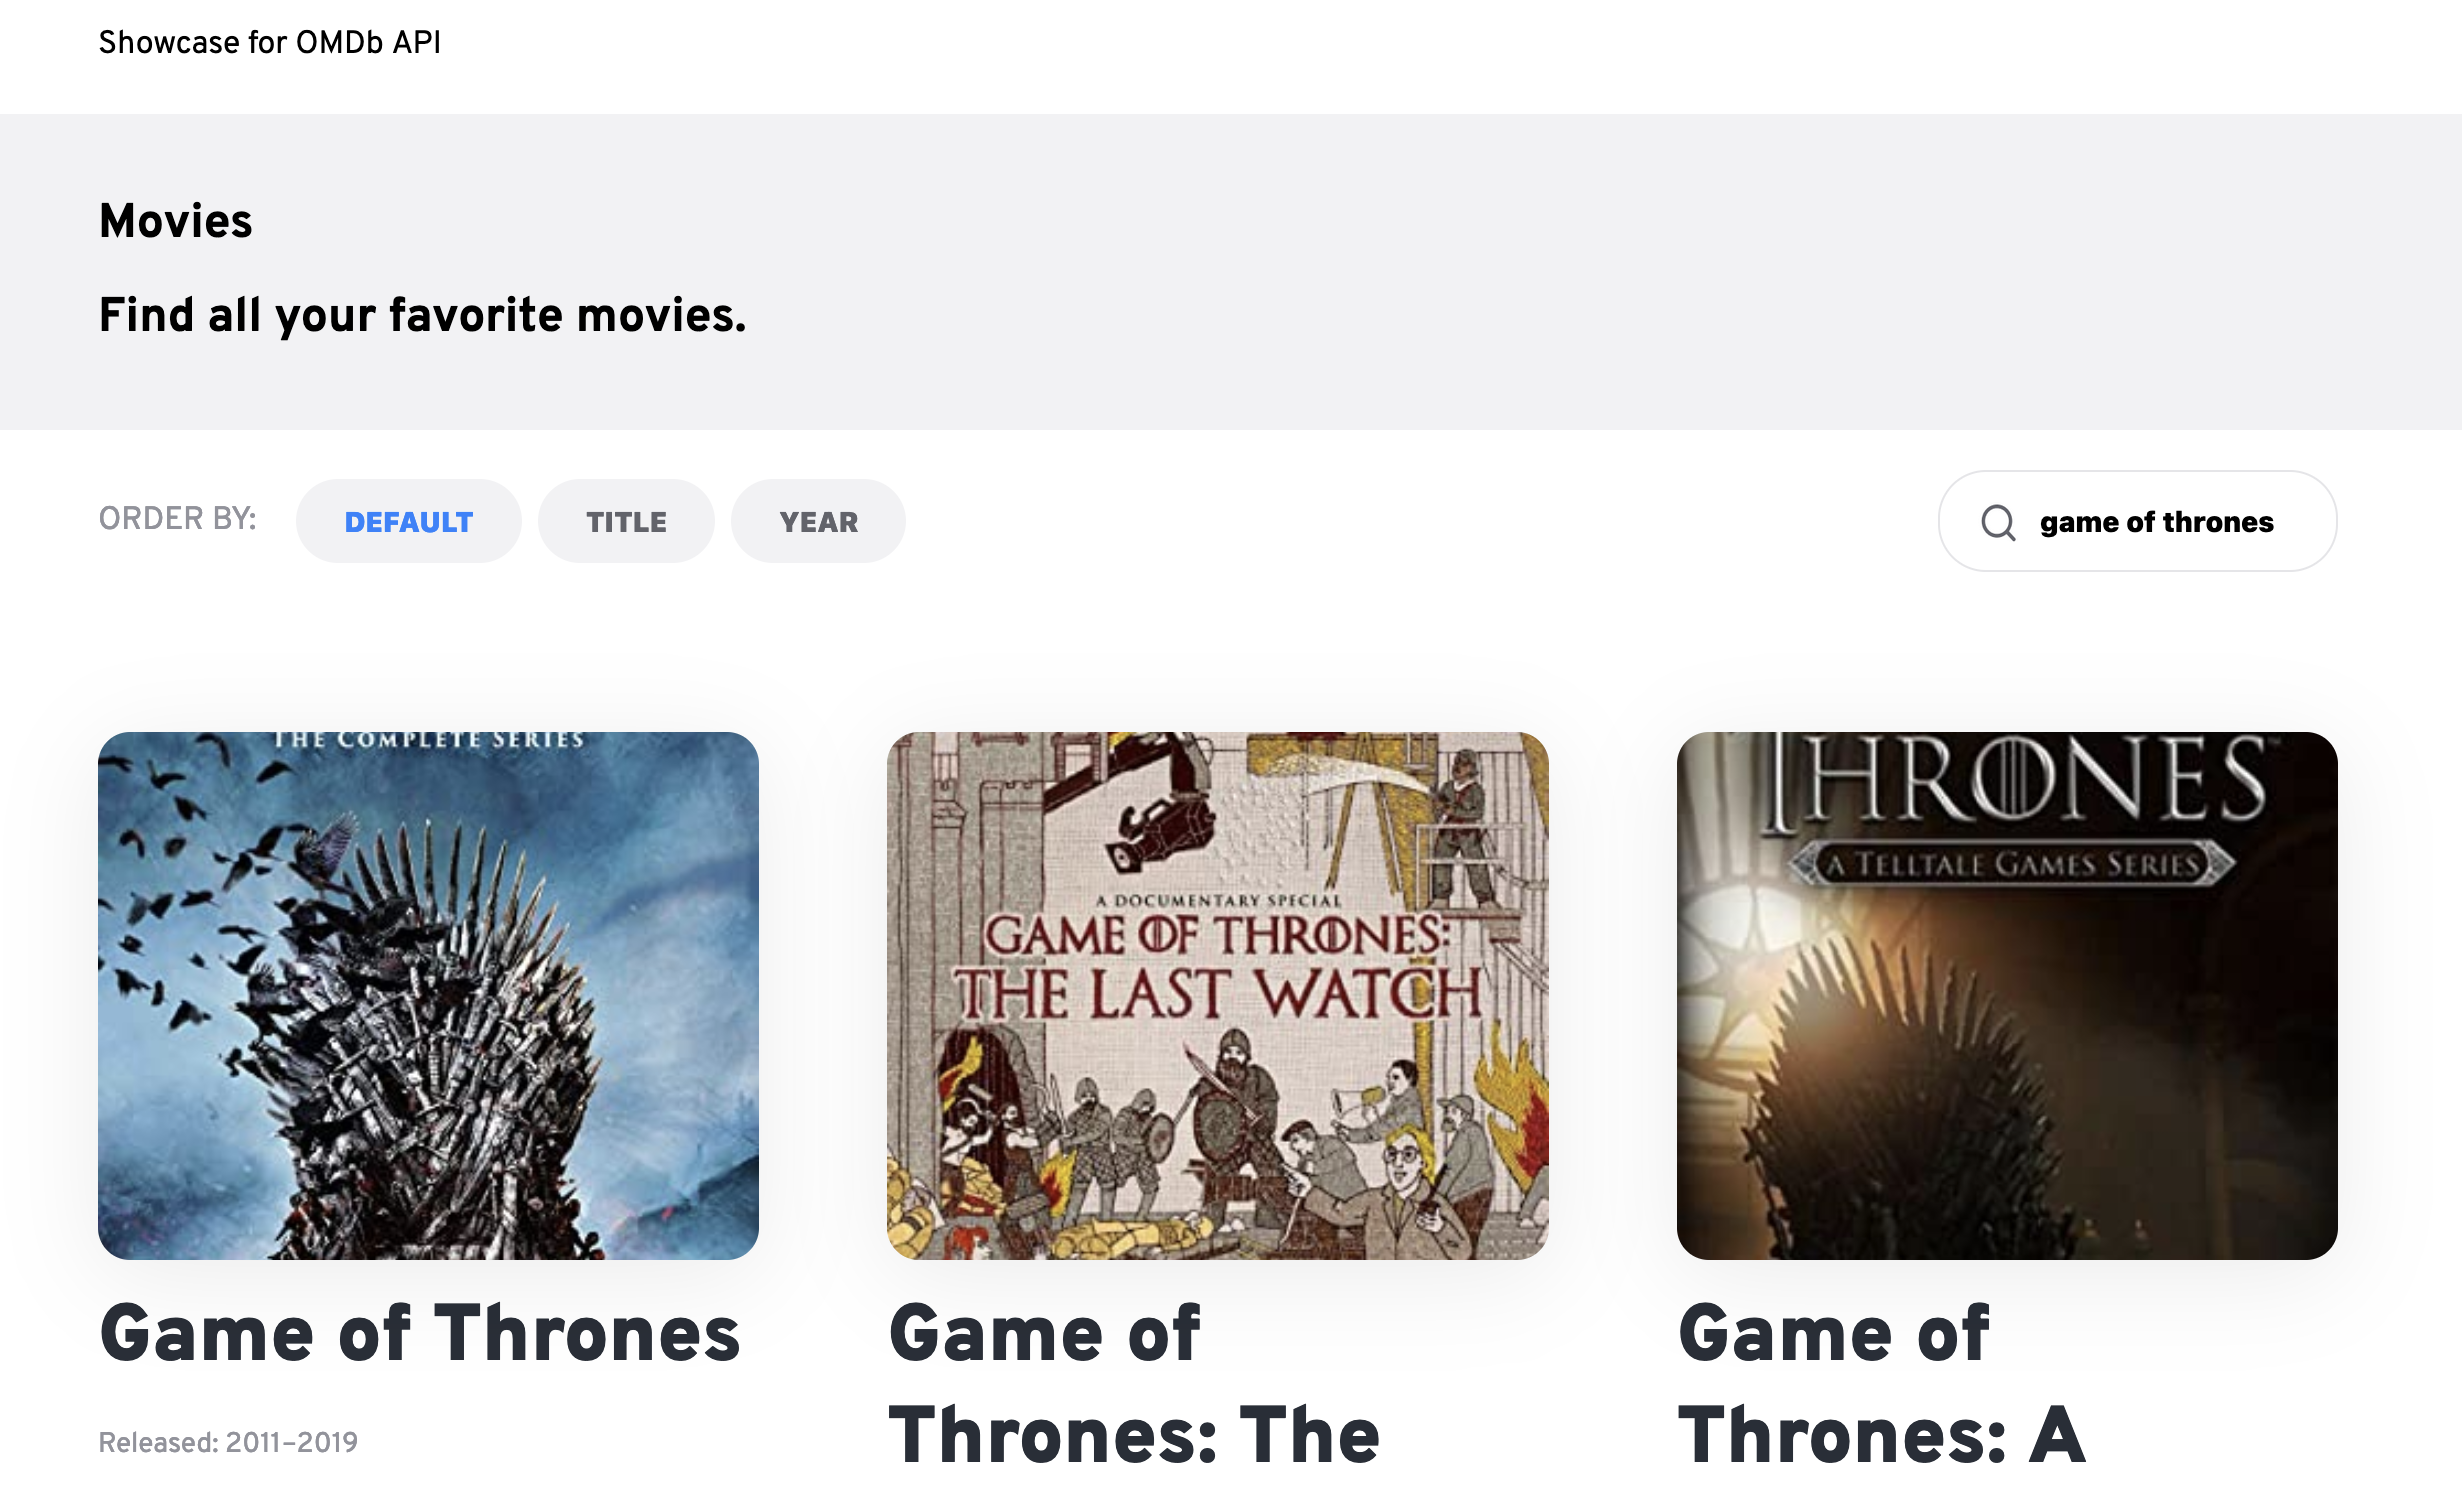 Showcase for OMDb API
Movies
Find all your favorite movies.
ORDER BY: DEFAULT TITLE YEAR game of thrones
THE COMPLETE SERIES
A DOCUMENTARY SPECIAL
GAME OF THRONES:
THE LAST WATCH
THRONES
A TELLTALE GAMES SERIES
Game of Thrones
Released: 2011–2019
Game of
Thrones: The
Game of
Thrones: A